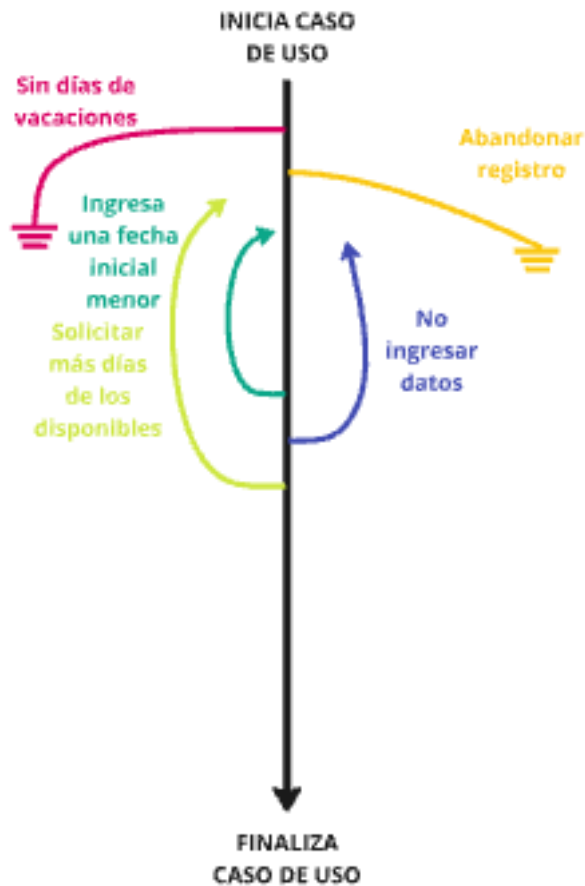 INICIA CASO
DE USO
Sin días de
vacaciones
Abandonar
registro
Ingresa
una fecha
inicial
menor
Solicitar
más días
de los
disponibles
No
ingresar
datos
FINALIZA
CASO DE USO